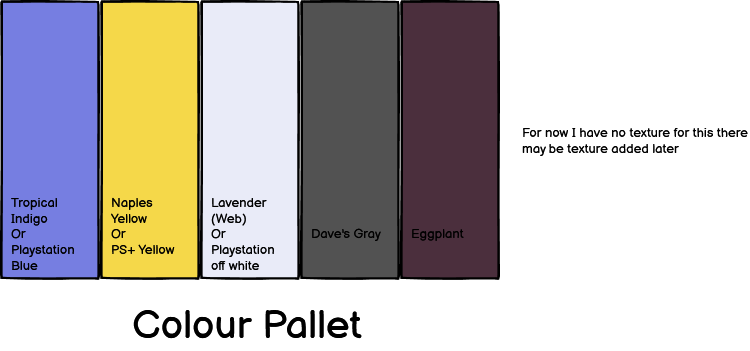 Tropical
Indigo
Or
Playstation
Blue
Naples
Yellow
Or
PS+ Yellow
Lavender
(Web)
Or
Playstation
off white
Dave's Gray
Eggplant
For now I have no texture for this there
may be texture added later
Colour Pallet